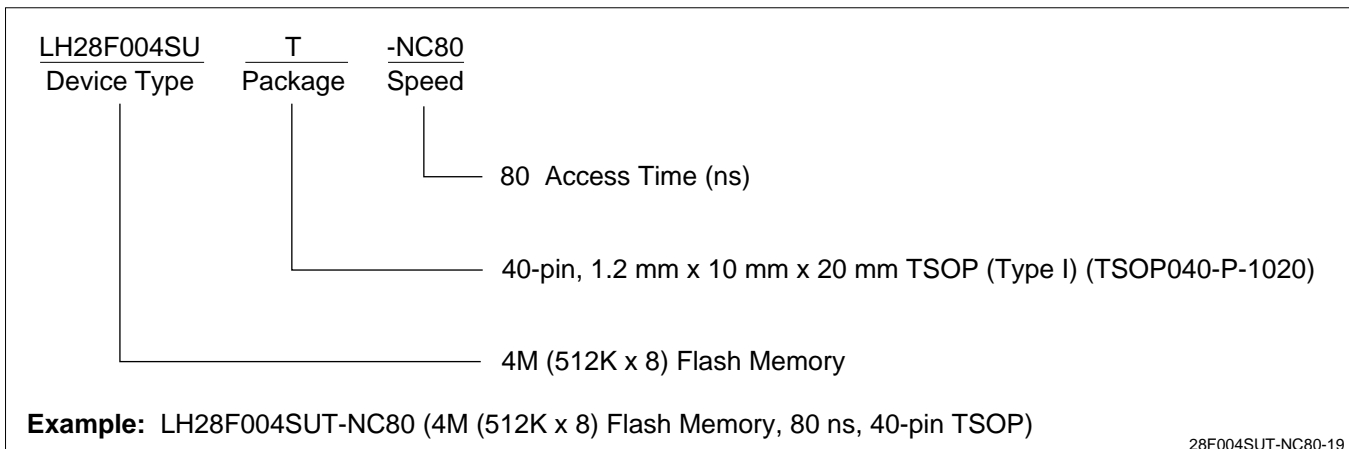 LH28F004SU T -NC80
Device Type Package Speed
80 Access Time (ns)
40-pin, 1.2 mm x 10 mm x 20 mm TSOP (Type I) (TSOP040-P-1020)
4M (512K x 8) Flash Memory
Example: LH28F004SUT-NC80 (4M (512K x 8) Flash Memory, 80 ns, 40-pin TSOP)
28F004SUT-NC80-19